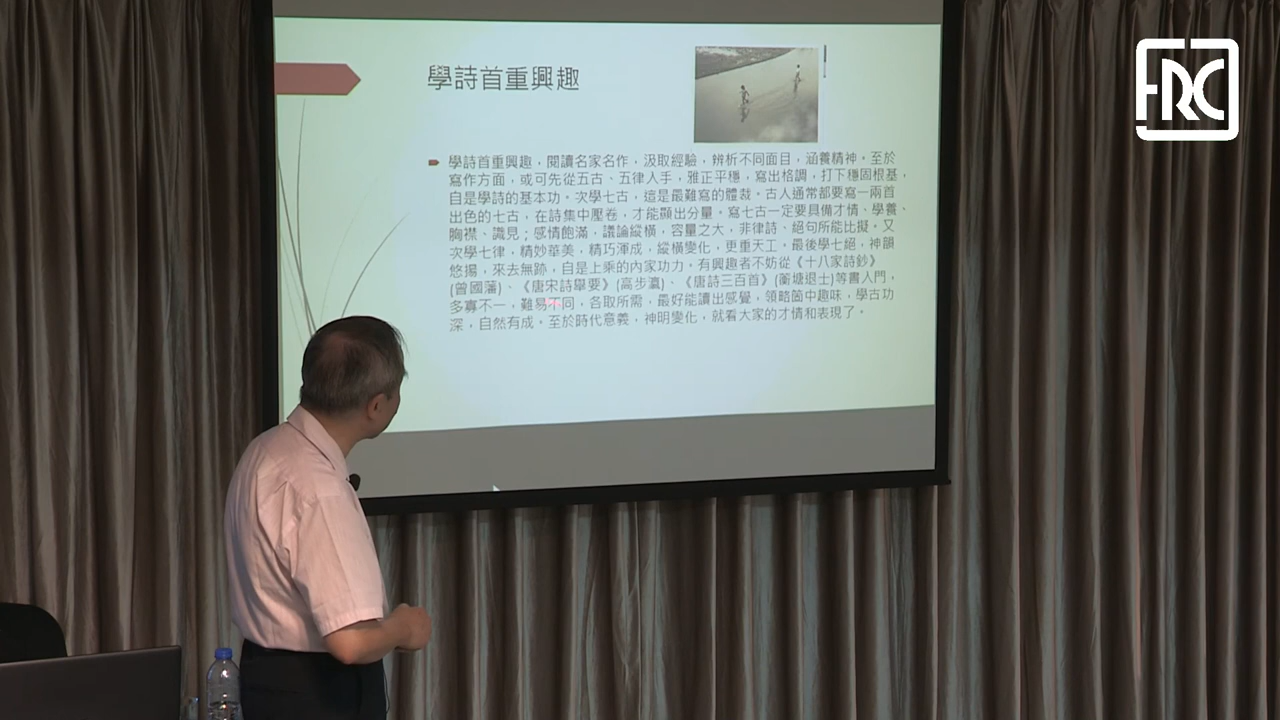 FRC
學詩首重興趣
學詩首重興趣，閱讀名家名作，汲取經驗，辨析不同面目，涵養精神。至於
寫作方面，或可先從五古、五律入手，雅正平穩，寫出格調，打下穩固根基，
自是學詩的基本功。次學七古，這是最難寫的體裁。古人通常都要寫一兩首
出色的七古，在詩集中壓卷，才能顯出分量。寫七古一定要具備才情、學養、
胸襟、識見；感情飽滿，議論縱橫，容量之大，非律詩、絕句所能比擬。又
次學七律，精妙華美，精巧渾成，縱橫變化，更重天工。最後學七絕，神韻
悠揚，來去無跡，自是上乘的內家功力。有興趣者不妨從《十八家詩鈔》
(曾國藩)、《唐宋詩舉要》(高步瀛)、《唐詩三百首》(蘅塘退士)等書入門，
多寡不一，難易不同，各取所需，最好能讀出感覺，領略箇中趣味，學古功
深，自然有成。至於時代意義，神明變化，就看大家的才情和表現了。